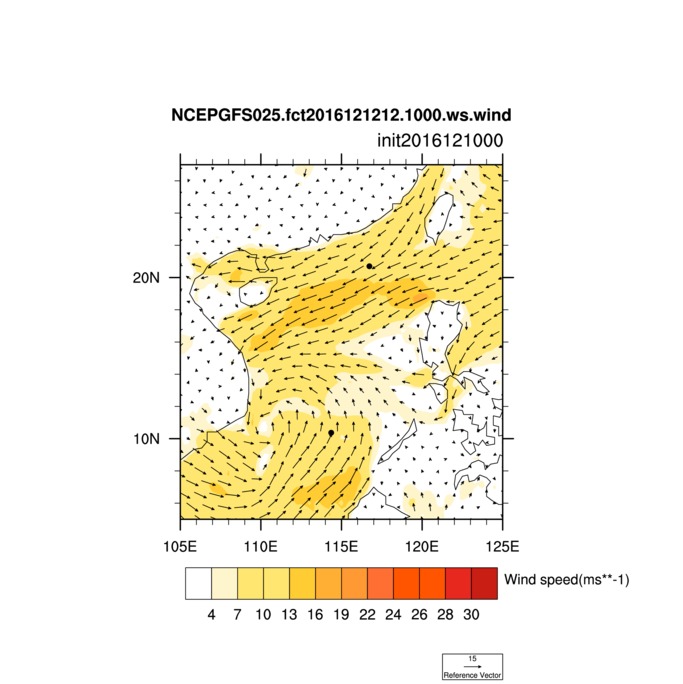 NCEPGFS025.fct2016121212.1000.ws.wind
init2016121000
20N
10N
105E 110E 115E 120E 125E
Wind speed(ms**-1)
4 7 10 13 16 19 22 24 26 28 30
15
Reference Vector